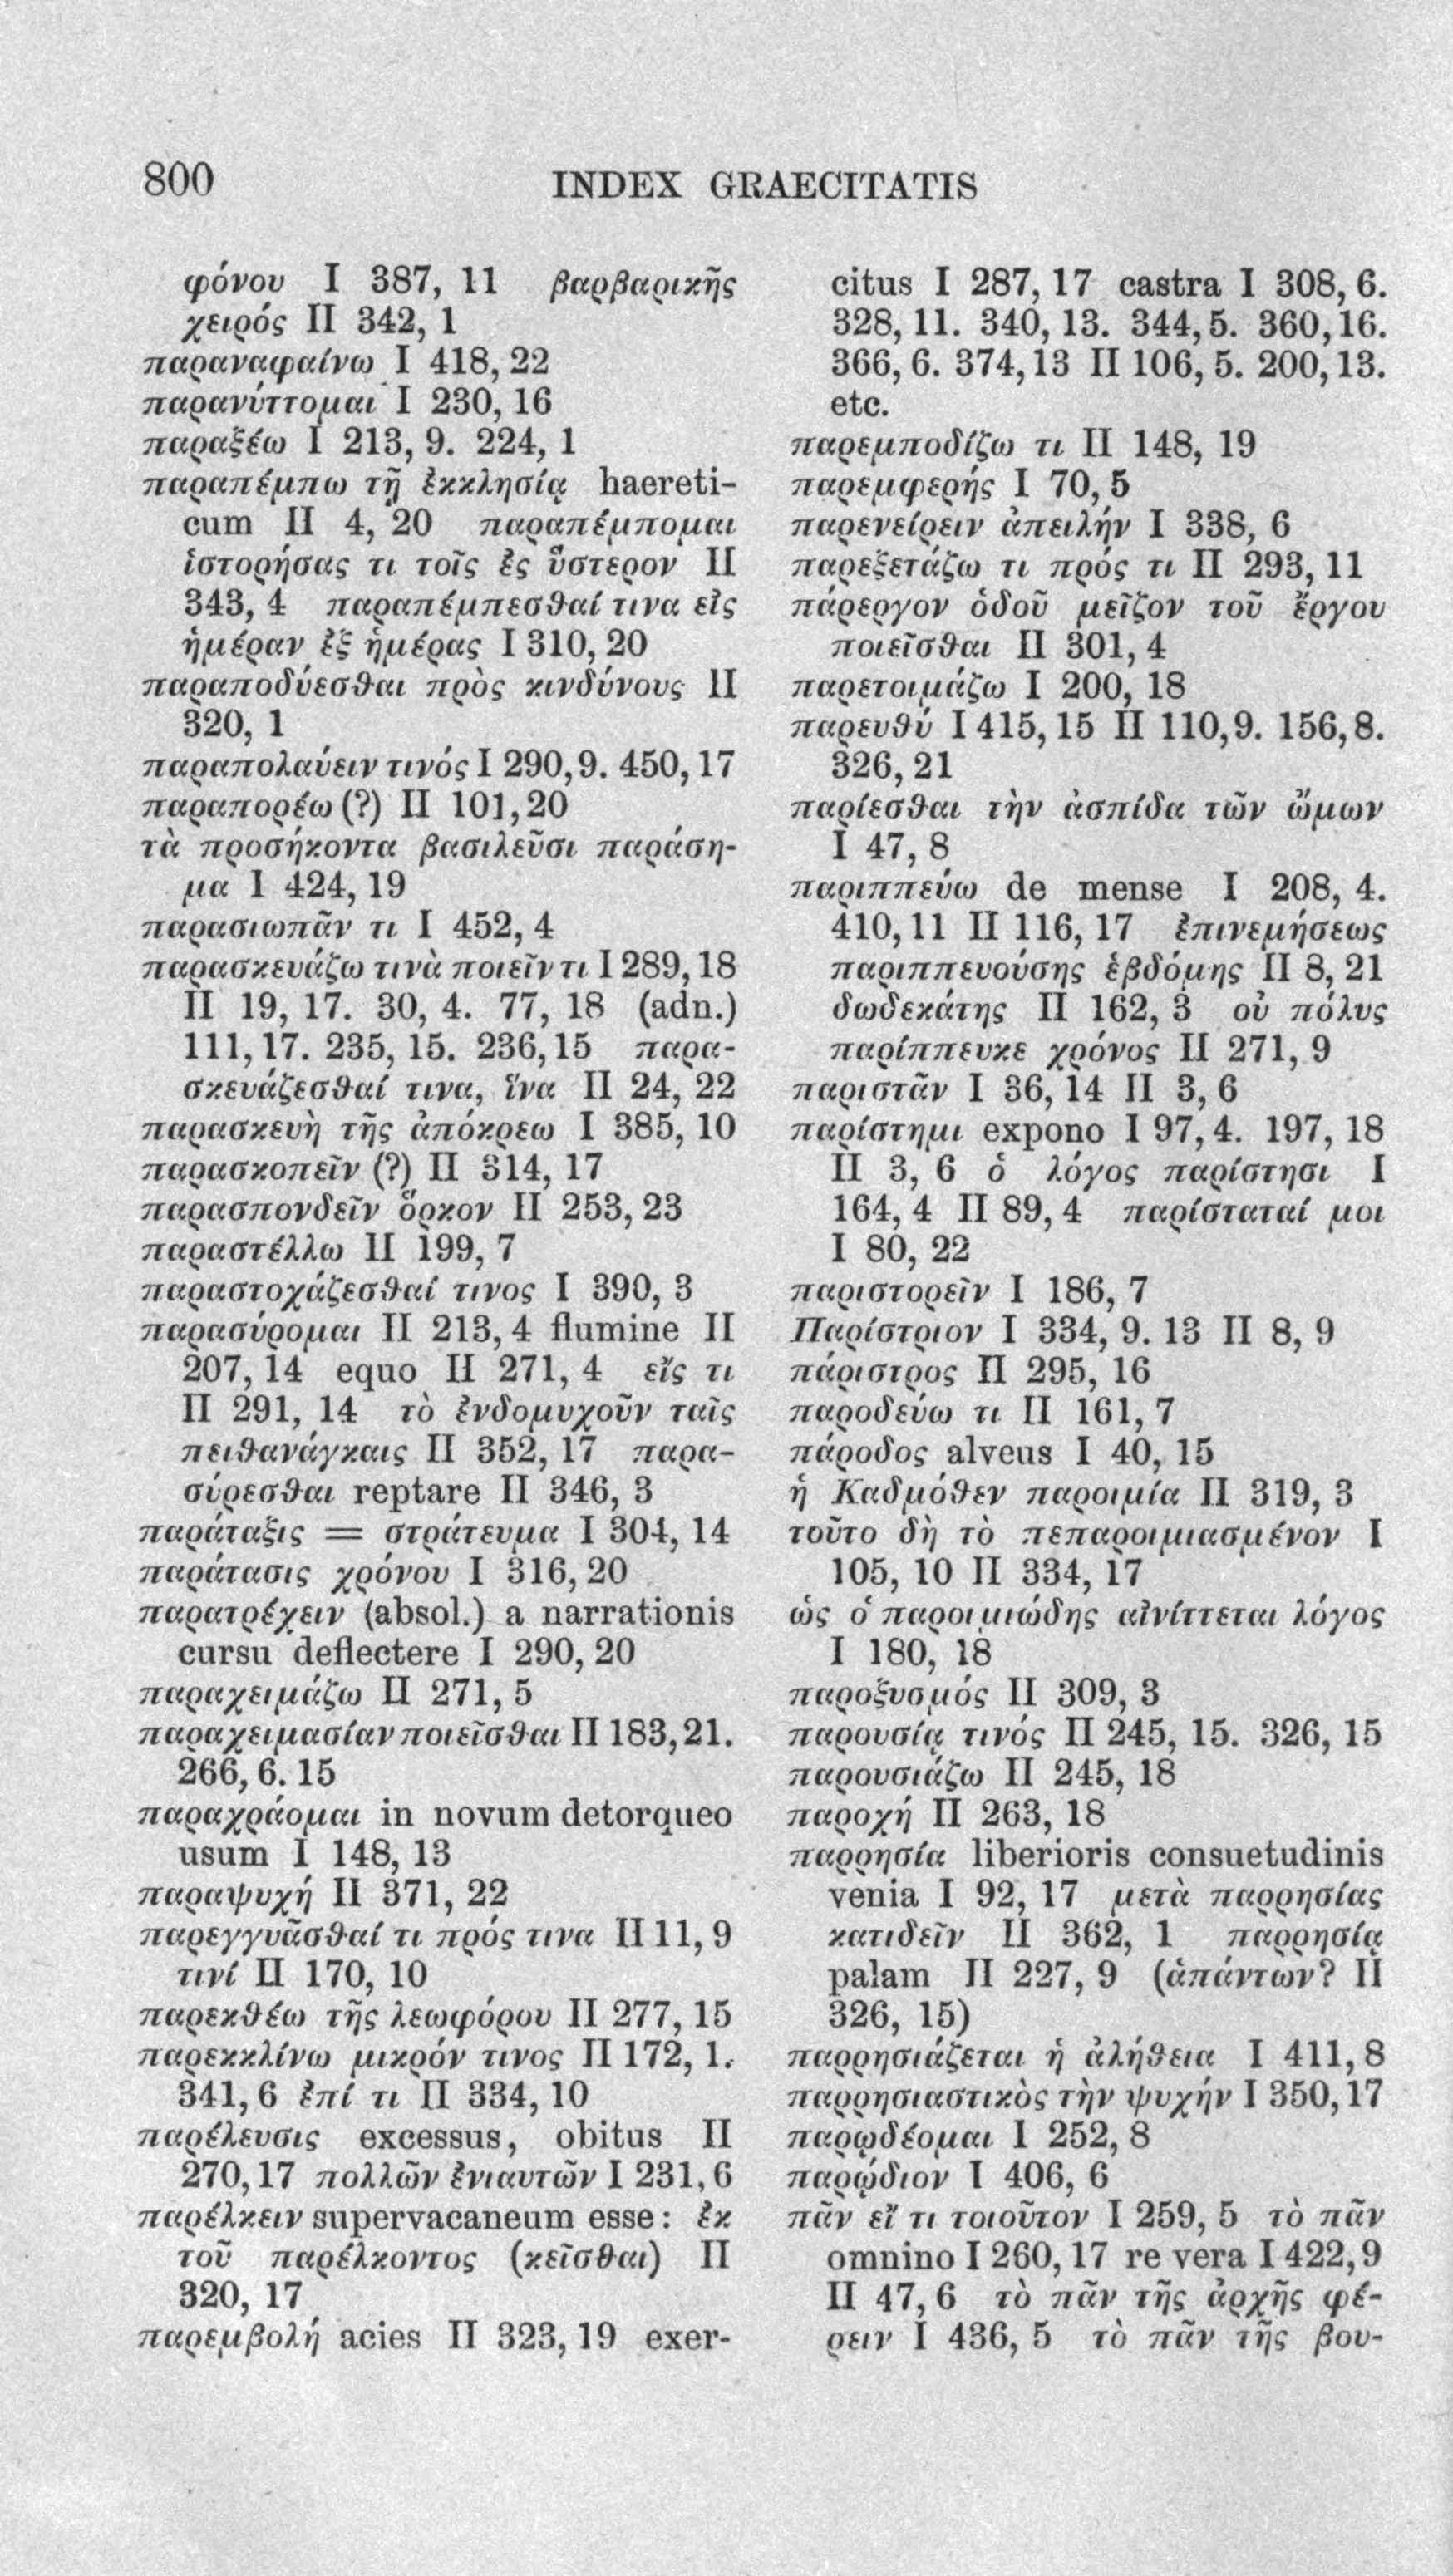 800
INDEX GRAECITATIS
φόνου I 387, 11 βαρβαρικῆς
χειρός II 342, 1
παραναφαίνω I 418, 22
παρανύττομαι I 230, 16
παραξέω I 213, 9. 224, 1
παραπέμπω τῇ ἐκκλησίᾳ haereti-
cum II 4, 20 παραπέμπομαι
ἱστορήσας τι τοῖς ἐς ὕστερον II
343, 4 παραπέμπεσθαί τινα εἰς
ἡμέραν ἐξ ἡμέρας I 310, 20
παραποδύεσθαι πρὸς κινδύνους II
320, 1
παραπολαύειν τινός I 290, 9. 450, 17
παραπορέω (?) II 101, 20
τὰ προσήκοντα βασιλεῦσι παράση-
μα I 424, 19
παρασιωπᾶν τι I 452, 4
παρασκευάζω τινὰ ποιεῖν τι I 289, 18
II 19, 17. 30, 4. 77, 18 (adn.)
111, 17. 235, 15. 236, 15 παρα-
σκευάζεσθαί τινα, ἵνα II 24, 22
παρασκευὴ τῆς ἀπόκρεω I 385, 10
παρασκοπεῖν (?) II 314, 17
παρασπονδεῖν ὅρκον II 253, 23
παραστέλλω II 199, 7
παραστοχάζεσθαί τινος I 390, 3
παρασύρομαι II 213, 4 flumine II
207, 14 equo II 271, 4 εἴς τι
II 291, 14 τὸ ἐνδομυχοῦν ταῖς
πειθανάγκαις II 352, 17 παρα-
σύρεσθαι reptare II 346, 3
παράταξις = στράτευμα I 304, 14
παράτασις χρόνου I 316, 20
παρατρέχειν (absol.) a narrationis
cursu deflectere I 290, 20
παραχειμάζω II 271, 5
παραχειμασίαν ποιεῖσθαι II 183, 21.
266, 6. 15
παραχράομαι in novum detorqueo
usum I 148, 13
παραψυχή II 371, 22
παρεγγυᾶσθαί τι πρός τινα II 11, 9
τινί II 170, 10
παρεκθέω τῆς λεωφόρου II 277, 15
παρεκκλίνω μικρόν τινος II 172, 1.
341, 6 ἐπί τι II 334, 10
παρέλευσις excessus, obitus II
270, 17 πολλῶν ἐνιαυτῶν I 231, 6
παρέλκειν supervacaneum esse: ἐκ
τοῦ παρέλκοντος (κεῖσθαι) II
320, 17
παρεμβολή acies II 323, 19 exer-
citus I 287, 17 castra I 308, 6.
328, 11. 340, 13. 344, 5. 360, 16.
366, 6. 374, 13 II 106, 5. 200, 13.
etc.
παρεμποδίζω τι II 148, 19
παρεμφερής I 70, 5
παρενείρειν ἀπειλήν I 338, 6
παρεξετάζω τι πρός τι II 293, 11
πάρεργον ὁδοῦ μεῖζον τοῦ ἔργου
ποιεῖσθαι II 301, 4
παρετοιμάζω I 200, 18
παρευθύ I 415, 15 II 110, 9. 156, 8.
326, 21
παρίεσθαι τὴν ἀσπίδα τῶν ὤμων
I 47, 8
παριππεύω de mense I 208, 4.
410, 11 II 116, 17 ἐπινεμήσεως
παριππευούσης ἑβδόμης II 8, 21
δωδεκάτης II 162, 3 οὐ πόλυς
παρίππευκε χρόνος II 271, 9
παριστᾶν I 36, 14 II 3, 6
παρίστημι expono I 97, 4. 197, 18
II 3, 6 ὁ λόγος παρίστησι I
164, 4 II 89, 4 παρίσταταί μοι
I 80, 22
παριστορεῖν I 186, 7
Παρίστριον I 334, 9. 13 II 8, 9
πάριστρος II 295, 16
παροδεύω τι II 161, 7
πάροδος alveus I 40, 15
ἡ Καδμόθεν παροιμία II 319, 3
τοῦτο δὴ τὸ πεπαροιμιασμένον I
105, 10 II 334, 17
ὡς ὁ παροιμιώδης αἰνίττεται λόγος
I 180, 18
παροξυσμός II 309, 3
παρουσίᾳ τινός II 245, 15. 326, 15
παρουσιάζω II 245, 18
παροχή II 263, 18
παρρησία liberioris consuetudinis
venia I 92, 17 μετὰ παρρησίας
κατιδεῖν II 362, 1 παρρησίᾳ
palam II 227, 9 (ἁπάντων? II
326, 15)
παρρησιάζεται ἡ ἀλήθεια I 411, 8
παρρησιαστικὸς τὴν ψυχήν I 350, 17
παρῳδέομαι I 252, 8
παρῴδιον I 406, 6
πᾶν εἴ τι τοιοῦτον I 259, 5 τὸ πᾶν
omnino I 260, 17 re vera I 422, 9
II 47, 6 τὸ πᾶν τῆς ἀρχῆς φέ-
ρειν I 436, 5 τὸ πᾶν τῆς βου-